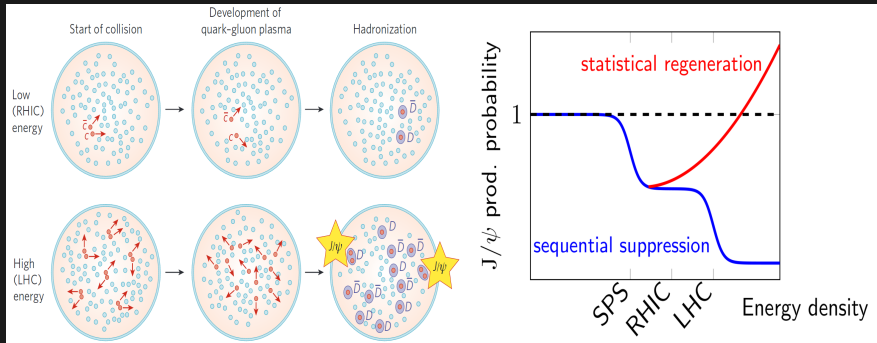 Start of collision
Development of
quark–gluon plasma
Hadronization
Low
(RHIC)
energy
c̄
c
c̄
c
D̄
D
High
(LHC)
energy
J/ψ
D
D
D̄
D̄
D
D̄
D
D̄
D̄
D
D
D
J/ψ
J/ψ prod. probability
1
statistical regeneration
sequential suppression
SPS
RHIC
LHC
Energy density